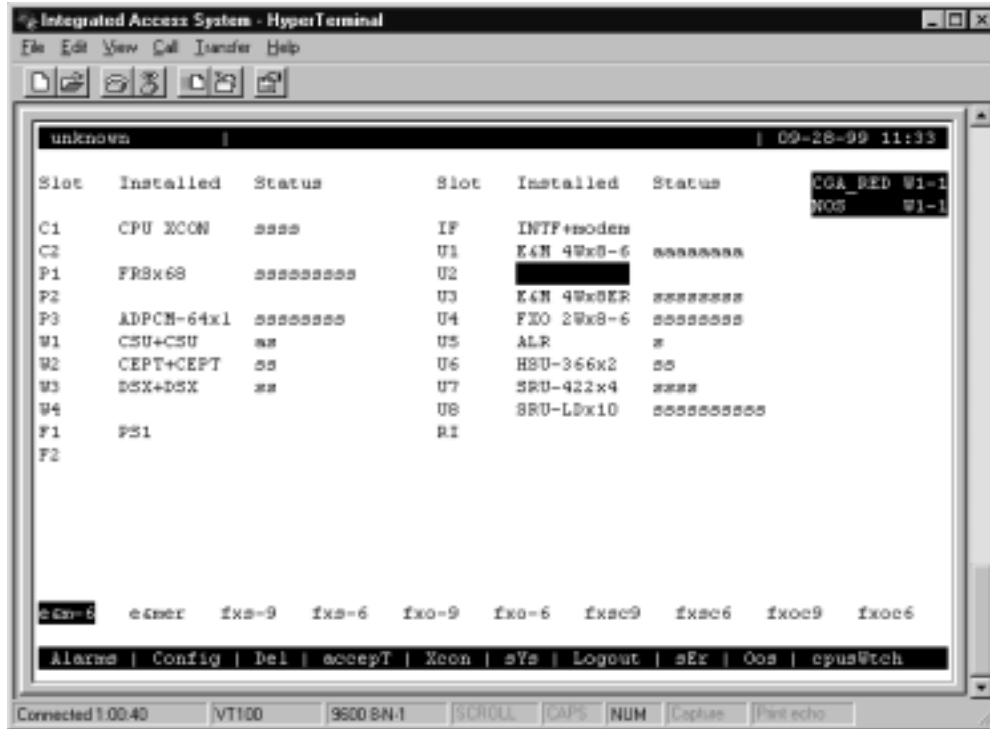 Integrated Access System - HyperTerminal
File Edit View Call Transfer Help
unknown | | 09-28-99 11:33
Slot Installed Status Slot Installed Status CGA_RED W1-1
NOS W1-1
C1 CPU XCON ssss IF INTF+modem
C2 U1 E&M 4Wx8-6 aaaaaaaa
P1 FR8x68 sssssssss U2
P2 U3 E&M 4Wx8ER ssssssss
P3 ADPCM-64x1 ssssssss U4 FXO 2Wx8-6 ssssssss
W1 CSU+CSU as U5 ALR s
W2 CEPT+CEPT ss U6 HSU-366x2 ss
W3 DSX+DSX ss U7 SRU-422x4 ssss
W4 U8 SRU-LDx10 ssssssssss
F1 PS1 RI
F2
e&m-6 e&mer fxs-9 fxs-6 fxo-9 fxo-6 fxsc9 fxsc6 fxoc9 fxoc6
Alarms | Config | Del | accepT | Xcon | sYs | Logout | sEr | Oos | cpusWtch
Connected 1:00:40 VT100 9600 8-N-1 SCROLL CAPS NUM Capture Print echo